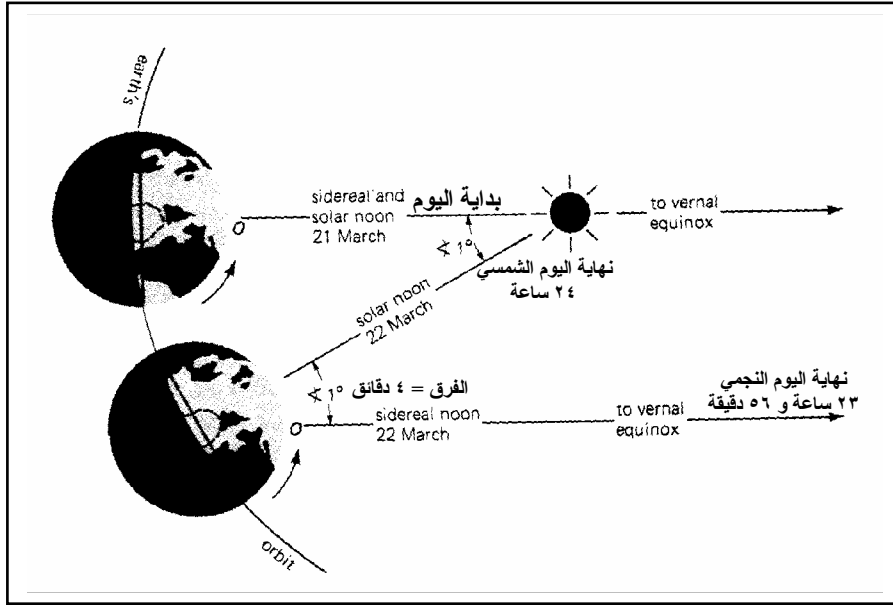 earth's
sidereal and
solar noon
21 March
بداية اليوم
to vernal
equinox
∢ 1°
نهاية اليوم الشمسي
٢٤ ساعة
solar noon
22 March
∢ 1°
الفرق = ٤ دقائق
sidereal noon
22 March
to vernal
equinox
نهاية اليوم النجمي
٢٣ ساعة و ٥٦ دقيقة
orbit